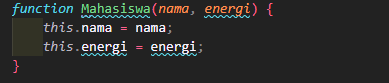 function Mahasiswa(nama, energi) {
    this.nama = nama;
    this.energi = energi;
}